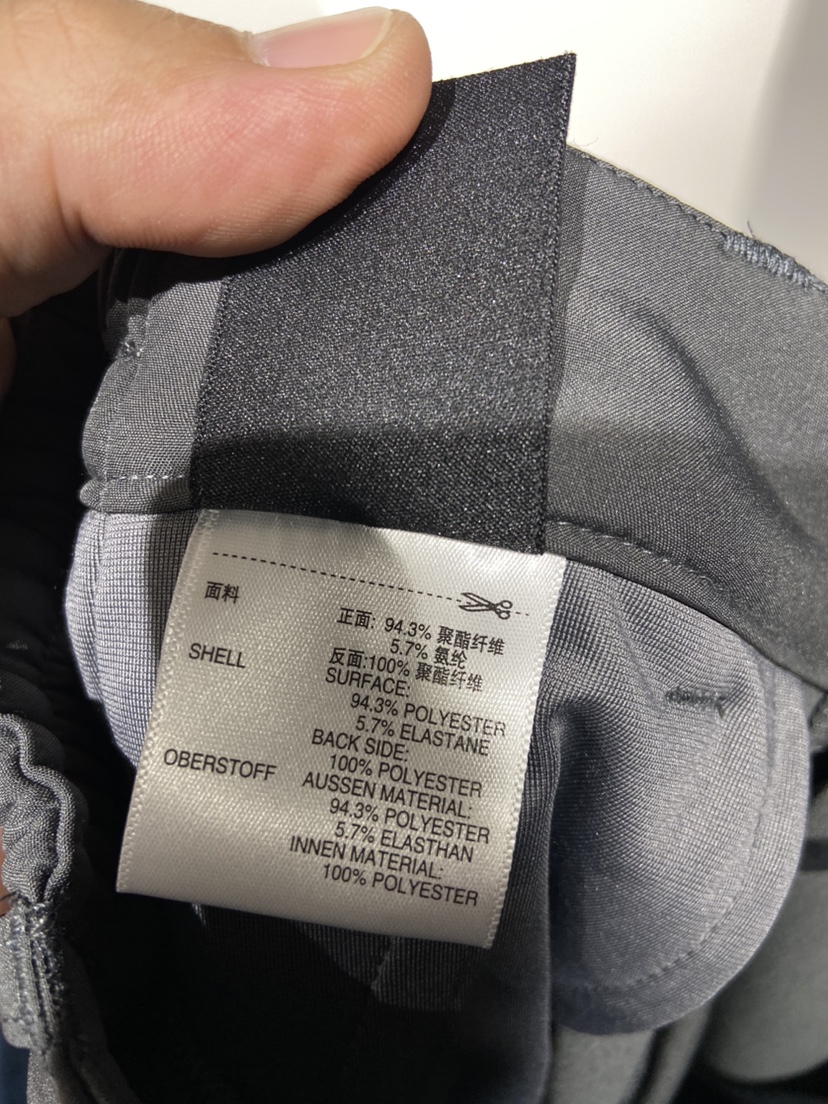 面料
正面: 94.3% 聚酯纤维
5.7% 氨纶
反面:100% 聚酯纤维
SHELL
SURFACE:
94.3% POLYESTER
5.7% ELASTANE
BACK SIDE:
100% POLYESTER
OBERSTOFF
AUSSEN MATERIAL:
94.3% POLYESTER
5.7% ELASTHAN
INNEN MATERIAL:
100% POLYESTER